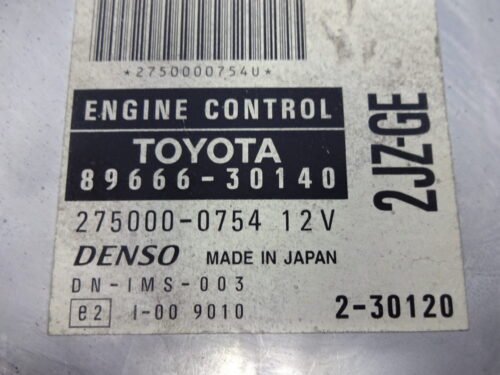 *2750000754U*
ENGINE CONTROL
TOYOTA
89666-30140
2JZ-GE
275000-0754 12V
DENSO MADE IN JAPAN
DN-IMS-003
e2 I-00 9010
2-30120